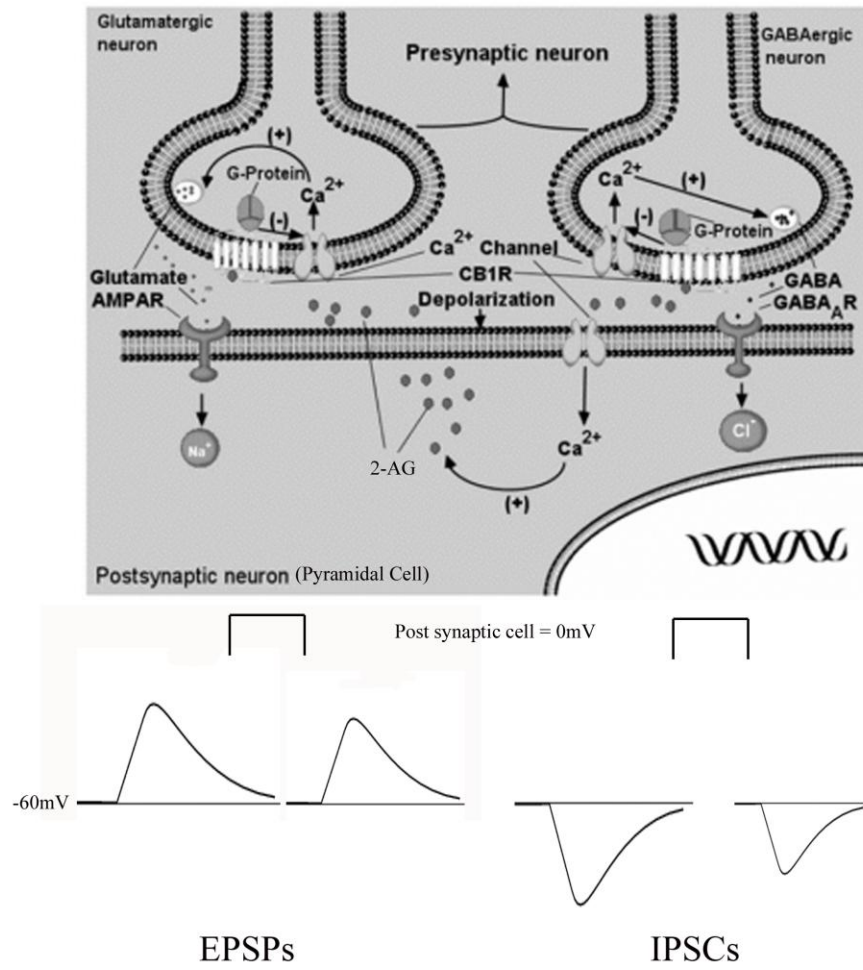 Glutamatergic
neuron
GABAergic
neuron
Presynaptic neuron
(+)
G-Protein
Ca2+
(-)
Ca2+
(+)
(-)
G-Protein
Ca2+ Channel
CB1R
Glutamate
AMPAR
Depolarization
GABA
GABAAR
Na+
2-AG
Ca2+
Cl-
(+)
Postsynaptic neuron (Pyramidal Cell)
Post synaptic cell = 0mV
-60mV
EPSPs
IPSCs